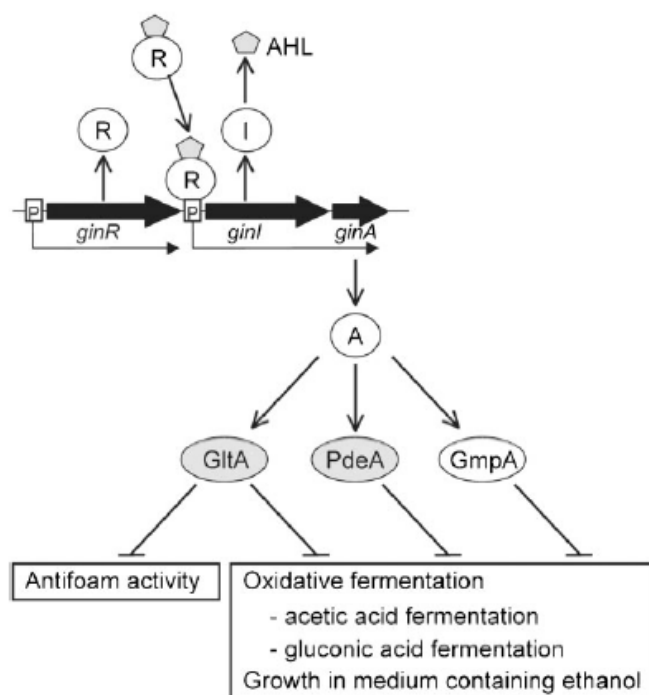 R
AHL
R
I
R
P
P
ginR
ginI
ginA
A
GltA
PdeA
GmpA
Antifoam activity
Oxidative fermentation
- acetic acid fermentation
- gluconic acid fermentation
Growth in medium containing ethanol